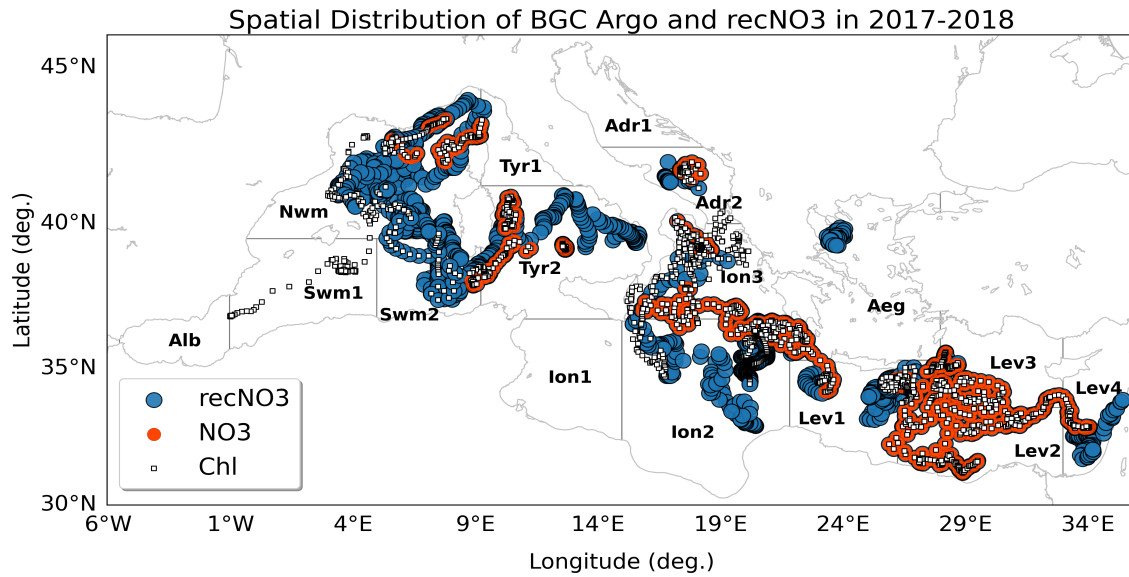 Spatial Distribution of BGC Argo and recNO3 in 2017-2018
45°N
40°N
35°N
30°N
Latitude (deg.)
Adr1
Tyr1
Adr2
Nwm
Tyr2
Ion3
Swm1
Swm2
Aeg
Alb
Ion1
Lev3
Lev4
Lev1
Ion2
Lev2
recNO3
NO3
Chl
6°W 1°W 4°E 9°E 14°E 19°E 24°E 29°E 34°E
Longitude (deg.)